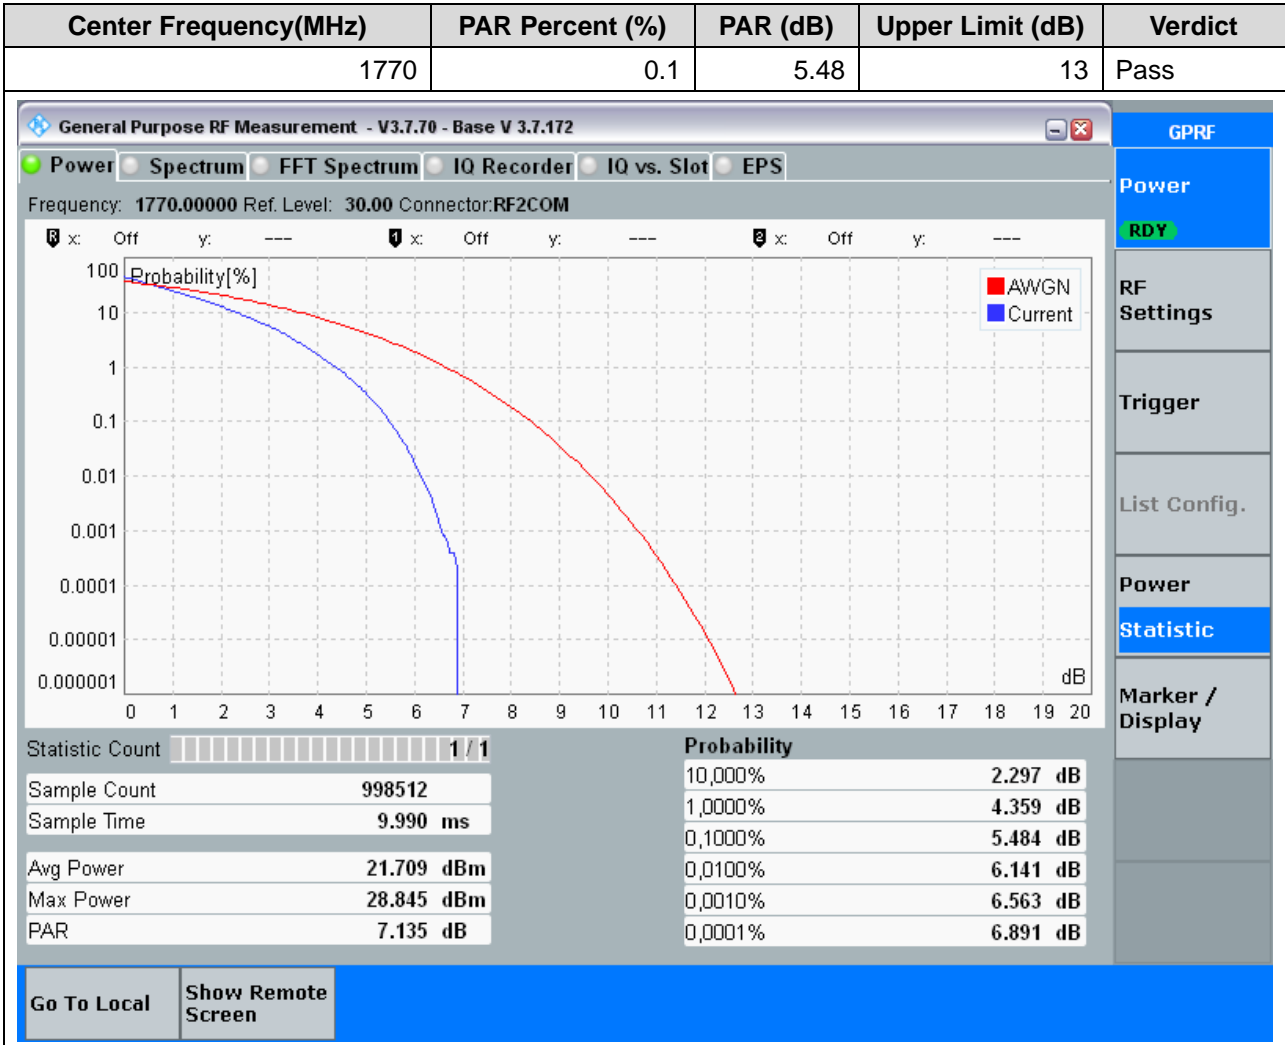 Center Frequency(MHz) PAR Percent (%) PAR (dB) Upper Limit (dB) Verdict
1770 0.1 5.48 13 Pass
General Purpose RF Measurement - V3.7.70 - Base V 3.7.172
GPRF
Power Spectrum FFT Spectrum IQ Recorder IQ vs. Slot EPS
Frequency: 1770.00000 Ref. Level: 30.00 Connector:RF2COM
R x: Off y: --- 1 x: Off y: --- 2 x: Off y: ---
Probability[%]
AWGN
Current
100
10
1
0.1
0.01
0.001
0.0001
0.00001
0.000001
dB
0 1 2 3 4 5 6 7 8 9 10 11 12 13 14 15 16 17 18 19 20
Statistic Count 1 / 1
Sample Count 998512
Sample Time 9.990 ms
Avg Power 21.709 dBm
Max Power 28.845 dBm
PAR 7.135 dB
Probability
10,000% 2.297 dB
1,0000% 4.359 dB
0,1000% 5.484 dB
0,0100% 6.141 dB
0,0010% 6.563 dB
0,0001% 6.891 dB
Power
RDY
RF
Settings
Trigger
List Config.
Power
Statistic
Marker /
Display
Go To Local
Show Remote
Screen